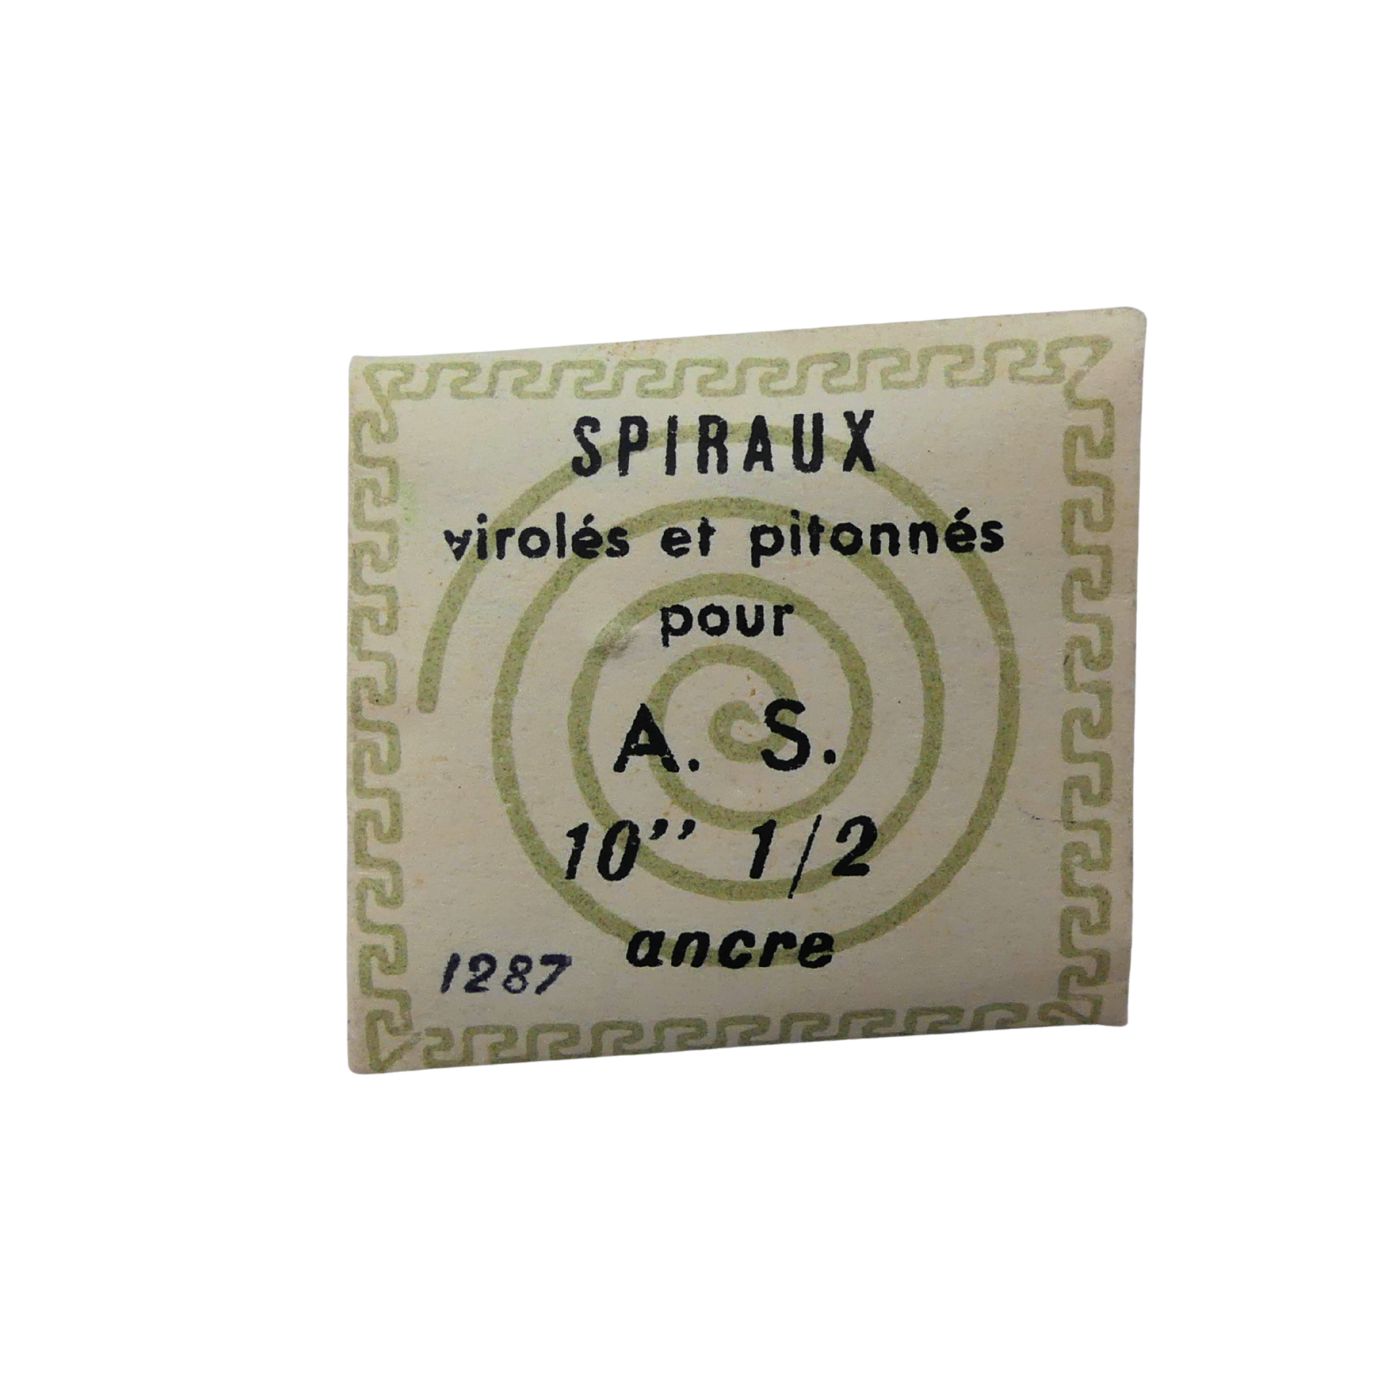 SPIRAUX
virolés et pitonnés
pour
A. S.
10’’ 1/2
ancre
1287